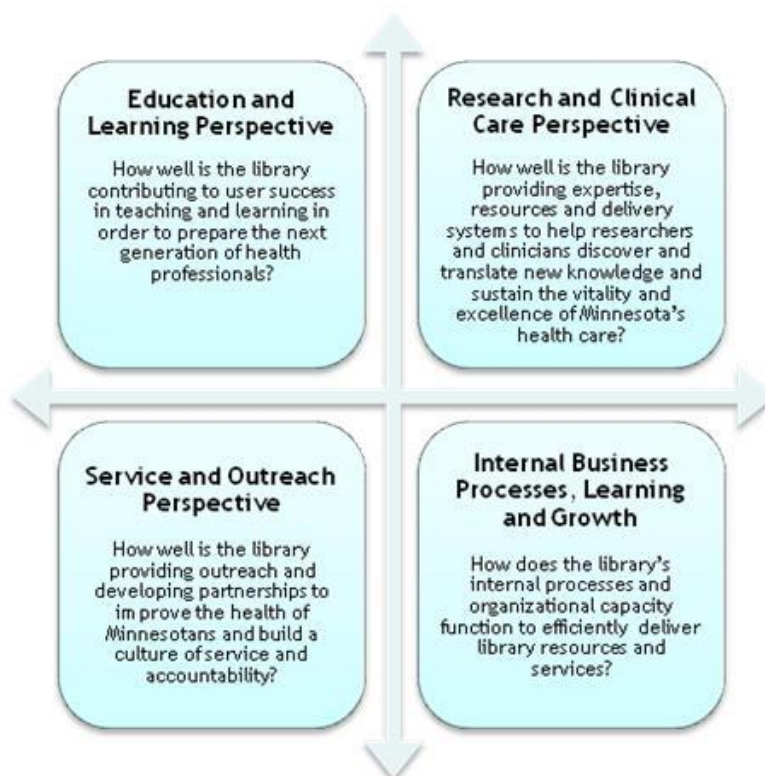 Education and
Learning Perspective
How well is the library
contributing to user success
in teaching and learning in
order to prepare the next
generation of health
professionals?
Research and Clinical
Care Perspective
How well is the library
providing expertise,
resources and delivery
systems to help researchers
and clinicians discover and
translate new knowledge and
sustain the vitality and
excellence of Minnesota's
health care?
Service and Outreach
Perspective
How well is the library
providing outreach and
developing partnerships to
improve the health of
Minnesotans and build a
culture of service and
accountability?
Internal Business
Processes, Learning
and Growth
How does the library's
internal processes and
organizational capacity
function to efficiently deliver
library resources and
services?